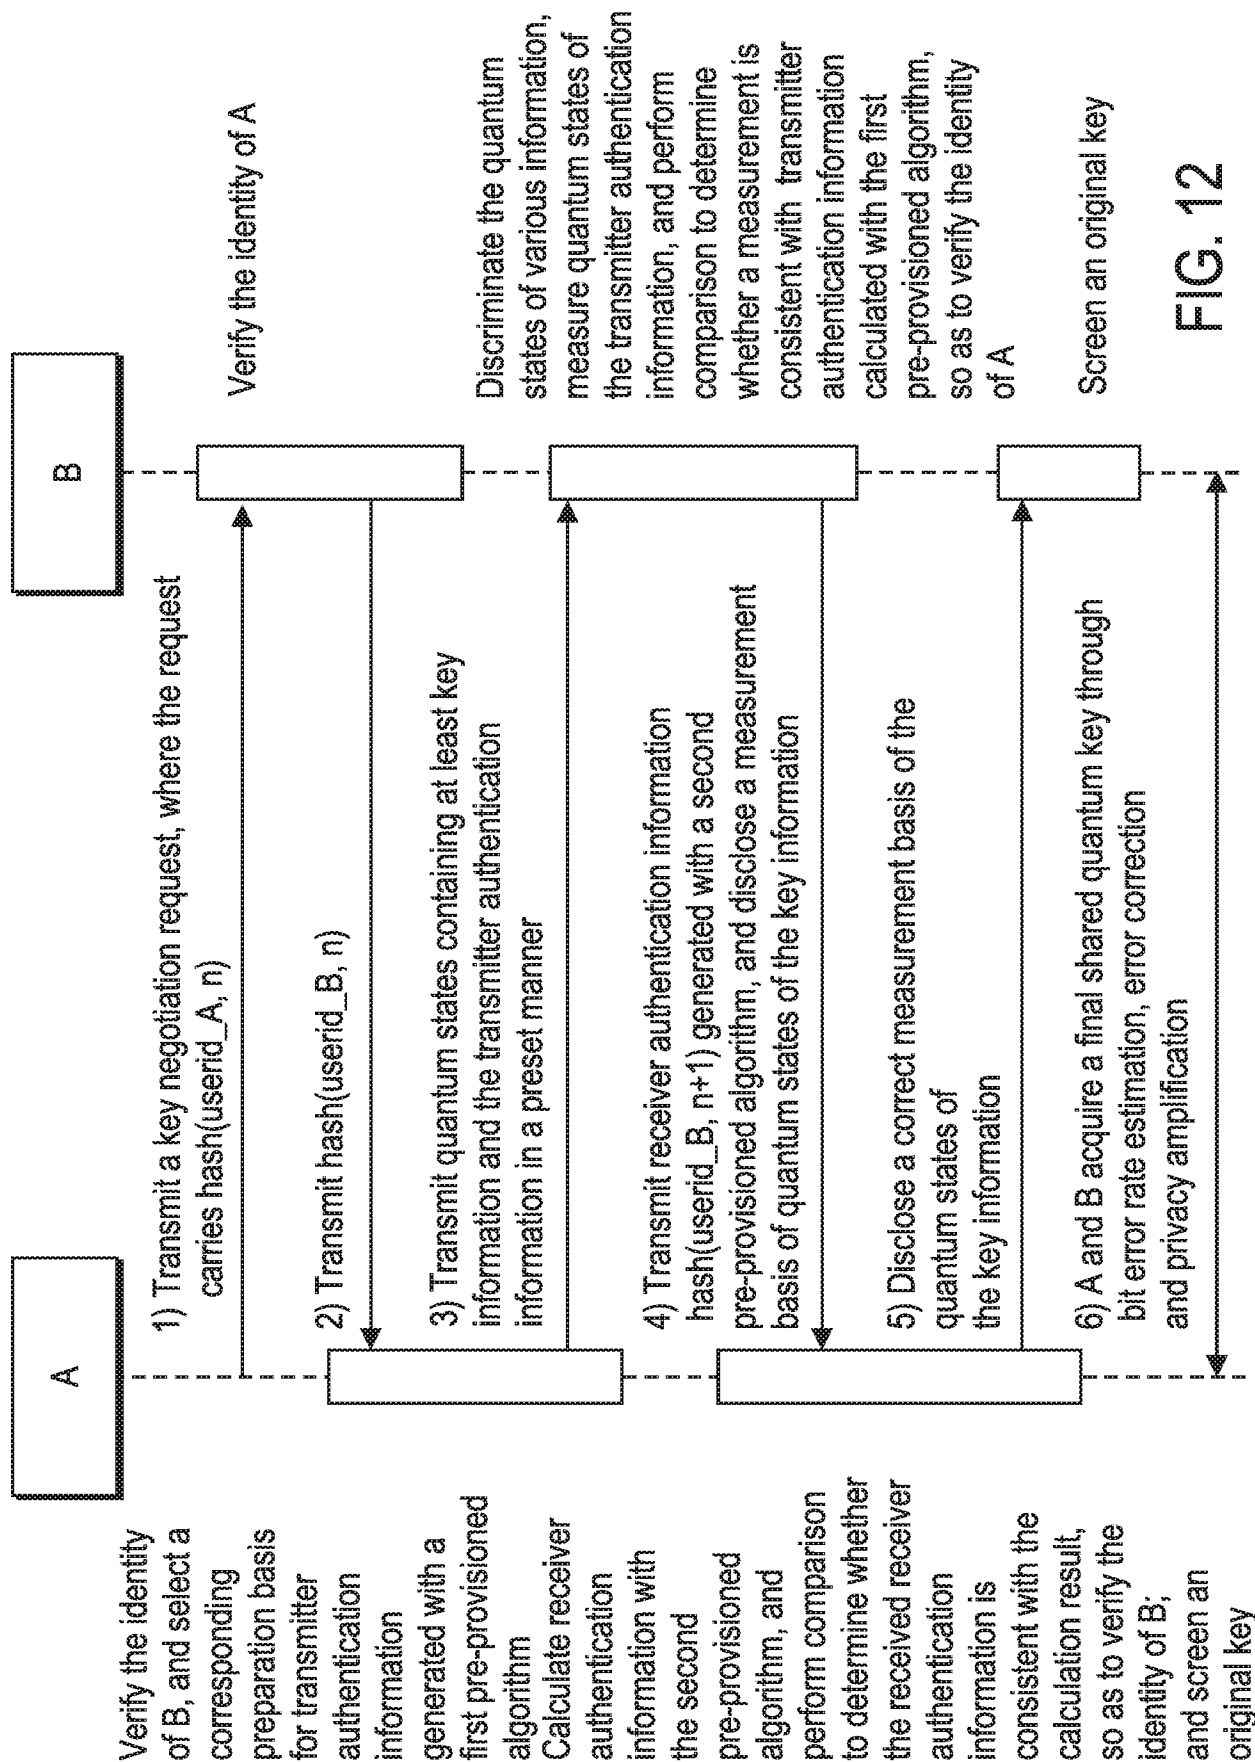 A
B
Verify the identity
of B, and select a
corresponding
preparation basis
for transmitter
authentication
information
generated with a
first pre-provisioned
algorithm
Calculate receiver
authentication
information with
the second
pre-provisioned
algorithm, and
perform comparison
to determine whether
the received receiver
authentication
information is
consistent with the
calculation result,
so as to verify the
identity of B;
and screen an
original key
1) Transmit a key negotiation request, where the request
carries hash(userid_A, n)
2) Transmit hash(userid_B, n)
3) Transmit quantum states containing at least key
information and the transmitter authentication
information in a preset manner
4) Transmit receiver authentication information
hash(userid_B, n+1) generated with a second
pre-provisioned algorithm, and disclose a measurement
basis of quantum states of the key information
5) Disclose a correct measurement basis of the
quantum states of
the key information
6) A and B acquire a final shared quantum key through
bit error rate estimation, error correction
and privacy amplification
Verify the identity of A
Discriminate the quantum
states of various information,
measure quantum states of
the transmitter authentication
information, and perform
comparison to determine
whether a measurement is
consistent with transmitter
authentication information
calculated with the first
pre-provisioned algorithm,
so as to verify the identity
of A
Screen an original key
FIG. 12